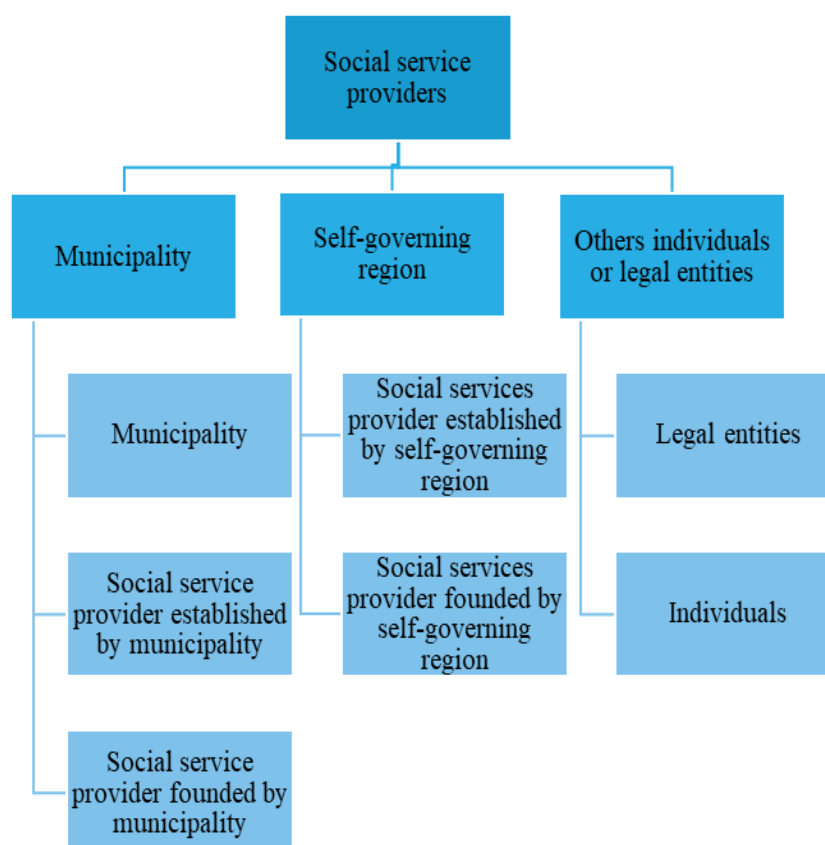 Social service
providers
Municipality
Self-governing
region
Others individuals
or legal entities
Municipality
Social service
provider established
by municipality
Social service
provider founded by
municipality
Social services
provider established
by self-governing
region
Social services
provider founded by
self-governing
region
Legal entities
Individuals